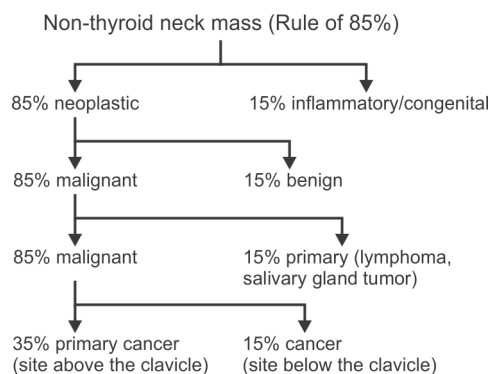 Non-thyroid neck mass (Rule of 85%)
85% neoplastic
15% inflammatory/congenital
85% malignant
15% benign
85% malignant
15% primary (lymphoma,
salivary gland tumor)
35% primary cancer
(site above the clavicle)
15% cancer
(site below the clavicle)